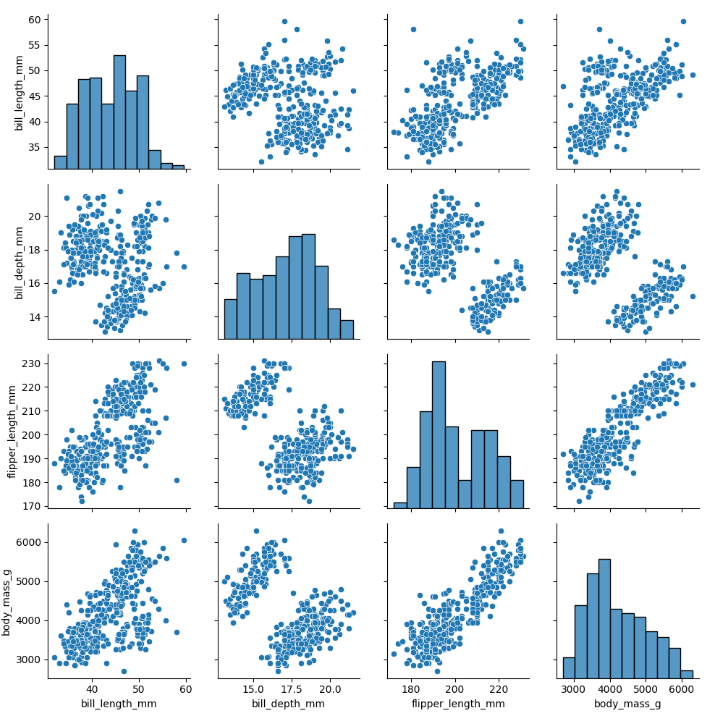 bill_length_mm
60
55
50
45
40
35
bill_depth_mm
20
18
16
14
flipper_length_mm
230
220
210
200
190
180
170
body_mass_g
6000
5000
4000
3000
40 50 60
bill_length_mm
15.0 17.5 20.0
bill_depth_mm
180 200 220
flipper_length_mm
3000 4000 5000 6000
body_mass_g